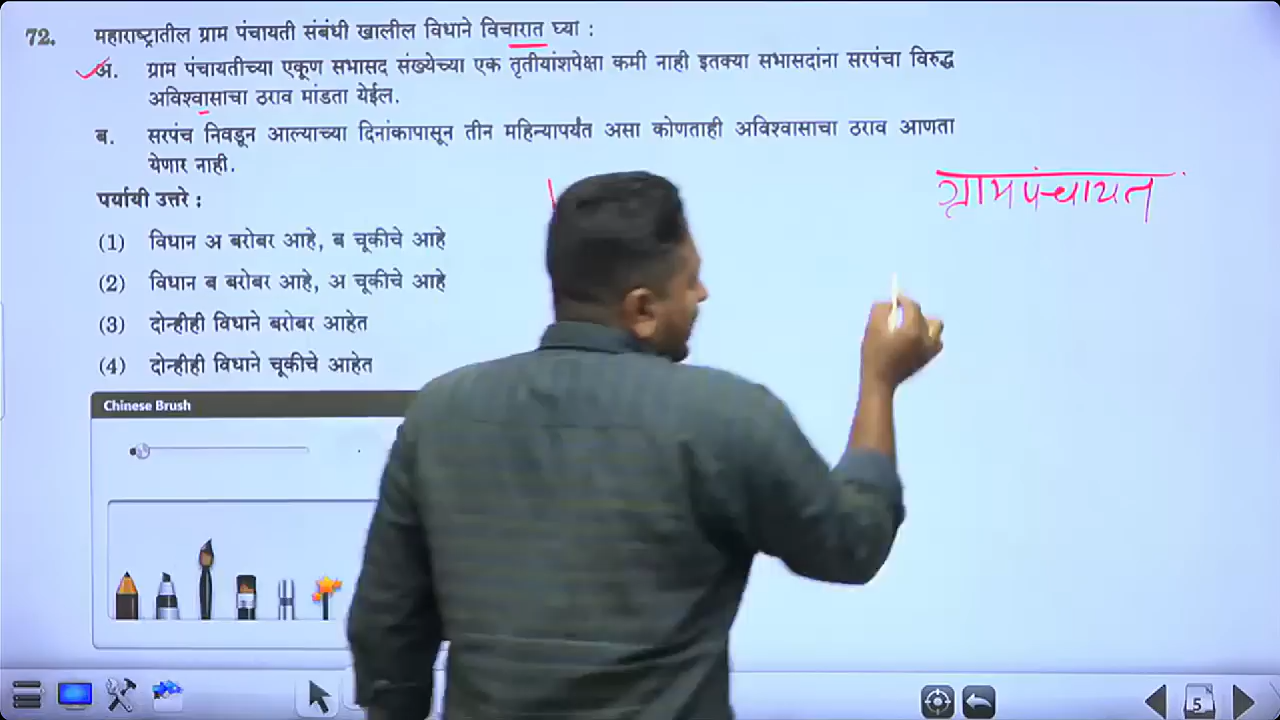 72. महाराष्ट्रातील ग्राम पंचायती संबंधी खालील विधाने विचारात घ्या :
अ. ग्राम पंचायतीच्या एकूण सभासद संख्येच्या एक तृतीयांशपेक्षा कमी नाही इतक्या सभासदांना सरपंचा विरुद्ध
अविश्वासाचा ठराव मांडता येईल.
ब. सरपंच निवडून आल्याच्या दिनांकापासून तीन महिन्यापर्यंत असा कोणताही अविश्वासाचा ठराव आणता
येणार नाही.
ग्रामपंचायत
पर्यायी उत्तरे :
(1) विधान अ बरोबर आहे, ब चूकीचे आहे
(2) विधान ब बरोबर आहे, अ चूकीचे आहे
(3) दोन्हीही विधाने बरोबर आहेत
(4) दोन्हीही विधाने चूकीचे आहेत
Chinese Brush
5